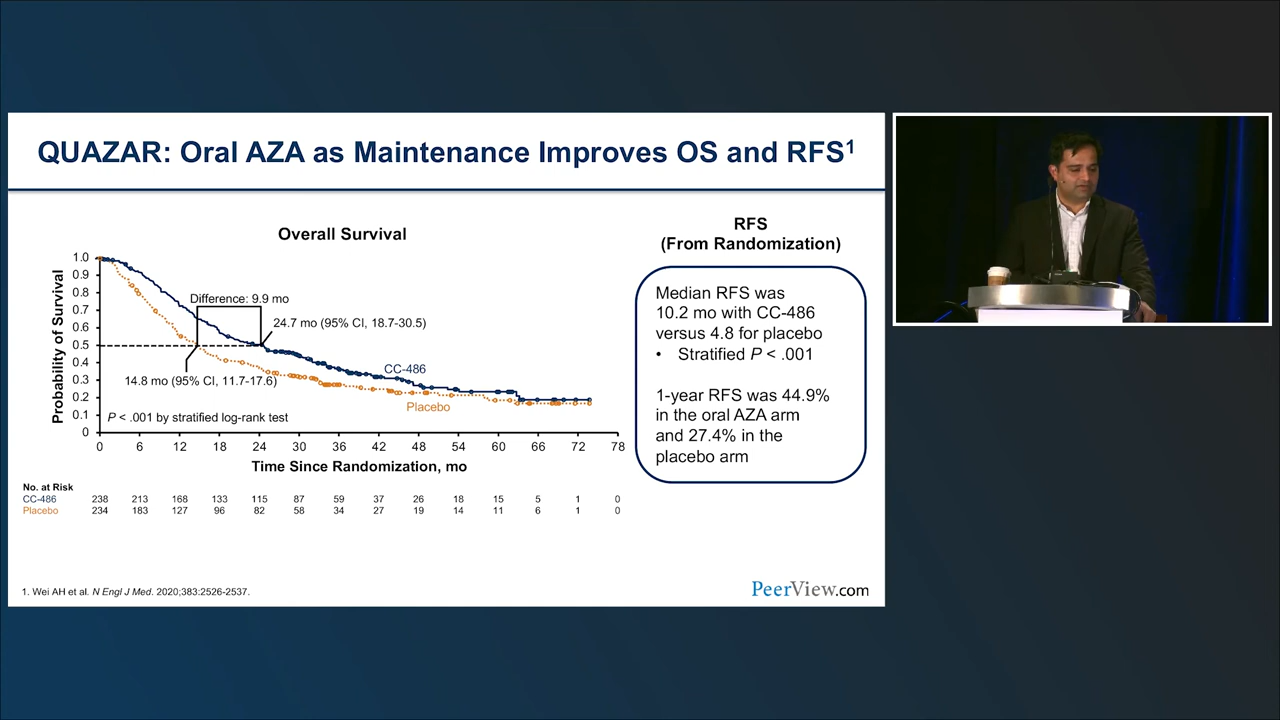 QUAZAR: Oral AZA as Maintenance Improves OS and RFS1
Overall Survival
Probability of Survival
1.0
0.9
0.8
0.7
0.6
0.5
0.4
0.3
0.2
0.1
0
Difference: 9.9 mo
24.7 mo (95% CI, 18.7-30.5)
14.8 mo (95% CI, 11.7-17.6)
CC-486
Placebo
P < .001 by stratified log-rank test
0 6 12 18 24 30 36 42 48 54 60 66 72 78
Time Since Randomization, mo
No. at Risk
CC-486 238 213 168 133 115 87 59 37 26 18 15 5 1 0
Placebo 234 183 127 96 82 58 34 27 19 14 11 6 1 0
RFS
(From Randomization)
Median RFS was
10.2 mo with CC-486
versus 4.8 for placebo
• Stratified P < .001
1-year RFS was 44.9%
in the oral AZA arm
and 27.4% in the
placebo arm
1. Wei AH et al. N Engl J Med. 2020;383:2526-2537.
PeerView.com